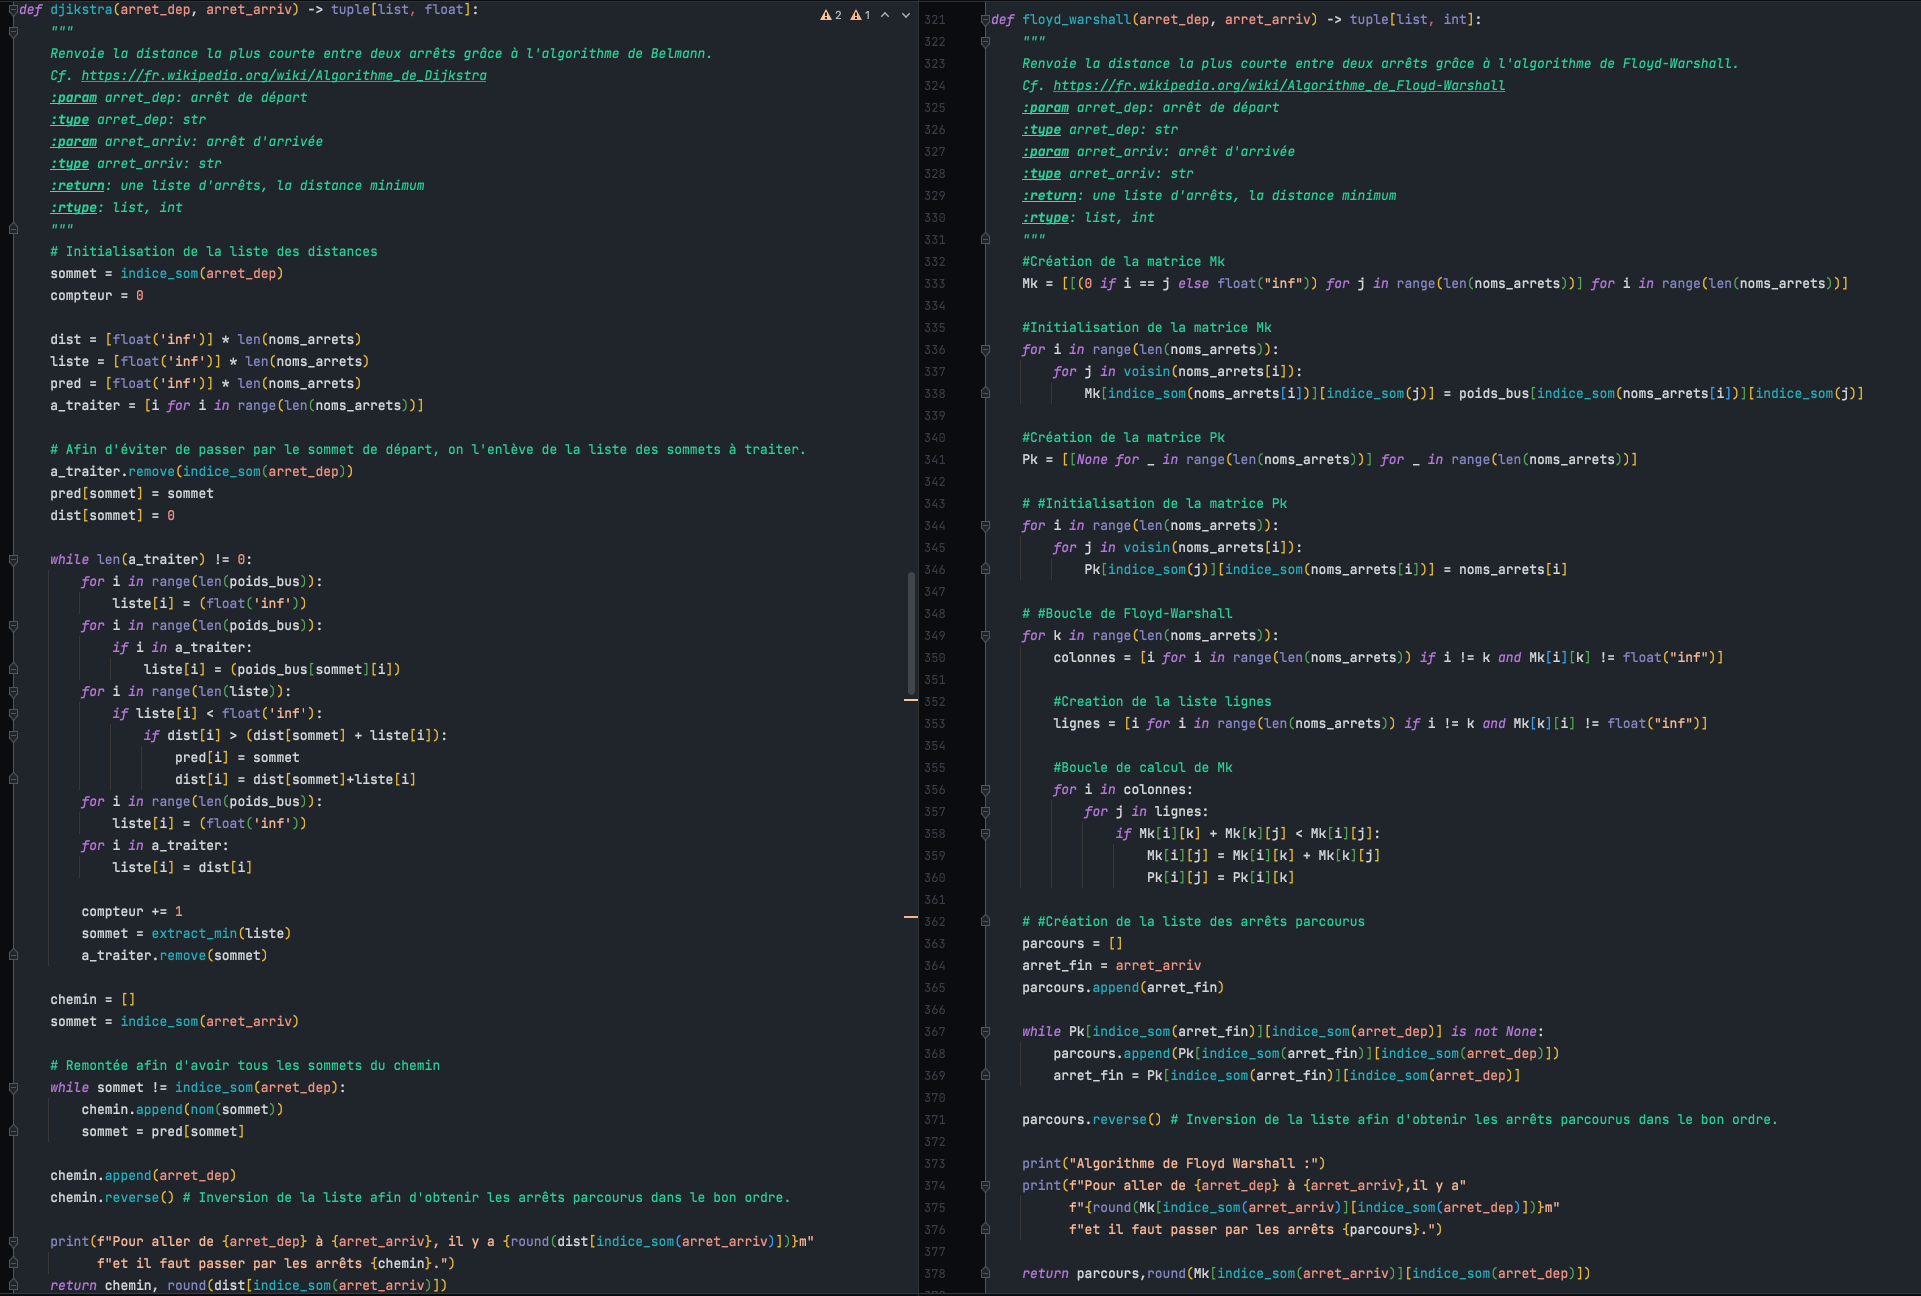 def djikstra(arret_dep, arret_arriv) -> tuple[list, float]:
2 1
"""
Renvoie la distance la plus courte entre deux arrêts grâce à l'algorithme de Belmann.
Cf. https://fr.wikipedia.org/wiki/Algorithme_de_Dijkstra
:param arret_dep: arrêt de départ
:type arret_dep: str
:param arret_arriv: arrêt d'arrivée
:type arret_arriv: str
:return: une liste d'arrêts, la distance minimum
:rtype: list, int
"""
# Initialisation de la liste des distances
sommet = indice_som(arret_dep)
compteur = 0
dist = [float('inf')] * len(noms_arrets)
liste = [float('inf')] * len(noms_arrets)
pred = [float('inf')] * len(noms_arrets)
a_traiter = [i for i in range(len(noms_arrets))]
# Afin d'éviter de passer par le sommet de départ, on l'enlève de la liste des sommets à traiter.
a_traiter.remove(indice_som(arret_dep))
pred[sommet] = sommet
dist[sommet] = 0
while len(a_traiter) != 0:
for i in range(len(poids_bus)):
liste[i] = (float('inf'))
for i in range(len(poids_bus)):
if i in a_traiter:
liste[i] = (poids_bus[sommet][i])
for i in range(len(liste)):
if liste[i] < float('inf'):
if dist[i] > (dist[sommet] + liste[i]):
pred[i] = sommet
dist[i] = dist[sommet]+liste[i]
for i in range(len(poids_bus)):
liste[i] = (float('inf'))
for i in a_traiter:
liste[i] = dist[i]
compteur += 1
sommet = extract_min(liste)
a_traiter.remove(sommet)
chemin = []
sommet = indice_som(arret_arriv)
# Remontée afin d'avoir tous les sommets du chemin
while sommet != indice_som(arret_dep):
chemin.append(nom(sommet))
sommet = pred[sommet]
chemin.append(arret_dep)
chemin.reverse() # Inversion de la liste afin d'obtenir les arrêts parcourus dans le bon ordre.
print(f"Pour aller de {arret_dep} à {arret_arriv}, il y a {round(dist[indice_som(arret_arriv)])}m"
f"et il faut passer par les arrêts {chemin}.")
return chemin, round(dist[indice_som(arret_arriv)])
321 def floyd_warshall(arret_dep, arret_arriv) -> tuple[list, int]:
322 """
323 Renvoie la distance la plus courte entre deux arrêts grâce à l'algorithme de Floyd-Warshall.
324 Cf. https://fr.wikipedia.org/wiki/Algorithme_de_Floyd-Warshall
325 :param arret_dep: arrêt de départ
326 :type arret_dep: str
327 :param arret_arriv: arrêt d'arrivée
328 :type arret_arriv: str
329 :return: une liste d'arrêts, la distance minimum
330 :rtype: list, int
331 """
332 #Création de la matrice Mk
333 Mk = [[(0 if i == j else float("inf")) for j in range(len(noms_arrets))] for i in range(len(noms_arrets))]
334
335 #Initialisation de la matrice Mk
336 for i in range(len(noms_arrets)):
337 for j in voisin(noms_arrets[i]):
338 Mk[indice_som(noms_arrets[i])][indice_som(j)] = poids_bus[indice_som(noms_arrets[i])][indice_som(j)]
339
340 #Création de la matrice Pk
341 Pk = [[None for _ in range(len(noms_arrets))] for _ in range(len(noms_arrets))]
342
343 # #Initialisation de la matrice Pk
344 for i in range(len(noms_arrets)):
345 for j in voisin(noms_arrets[i]):
346 Pk[indice_som(j)][indice_som(noms_arrets[i])] = noms_arrets[i]
347
348 # #Boucle de Floyd-Warshall
349 for k in range(len(noms_arrets)):
350 colonnes = [i for i in range(len(noms_arrets)) if i != k and Mk[i][k] != float("inf")]
351
352 #Creation de la liste lignes
353 lignes = [i for i in range(len(noms_arrets)) if i != k and Mk[k][i] != float("inf")]
354
355 #Boucle de calcul de Mk
356 for i in colonnes:
357 for j in lignes:
358 if Mk[i][k] + Mk[k][j] < Mk[i][j]:
359 Mk[i][j] = Mk[i][k] + Mk[k][j]
360 Pk[i][j] = Pk[i][k]
361
362 # #Création de la liste des arrêts parcourus
363 parcours = []
364 arret_fin = arret_arriv
365 parcours.append(arret_fin)
366
367 while Pk[indice_som(arret_fin)][indice_som(arret_dep)] is not None:
368 parcours.append(Pk[indice_som(arret_fin)][indice_som(arret_dep)])
369 arret_fin = Pk[indice_som(arret_fin)][indice_som(arret_dep)]
370
371 parcours.reverse() # Inversion de la liste afin d'obtenir les arrêts parcourus dans le bon ordre.
372
373 print("Algorithme de Floyd Warshall :")
374 print(f"Pour aller de {arret_dep} à {arret_arriv},il y a"
375 f"{round(Mk[indice_som(arret_arriv)][indice_som(arret_dep)])}m"
376 f"et il faut passer par les arrêts {parcours}.")
377
378 return parcours,round(Mk[indice_som(arret_arriv)][indice_som(arret_dep)])